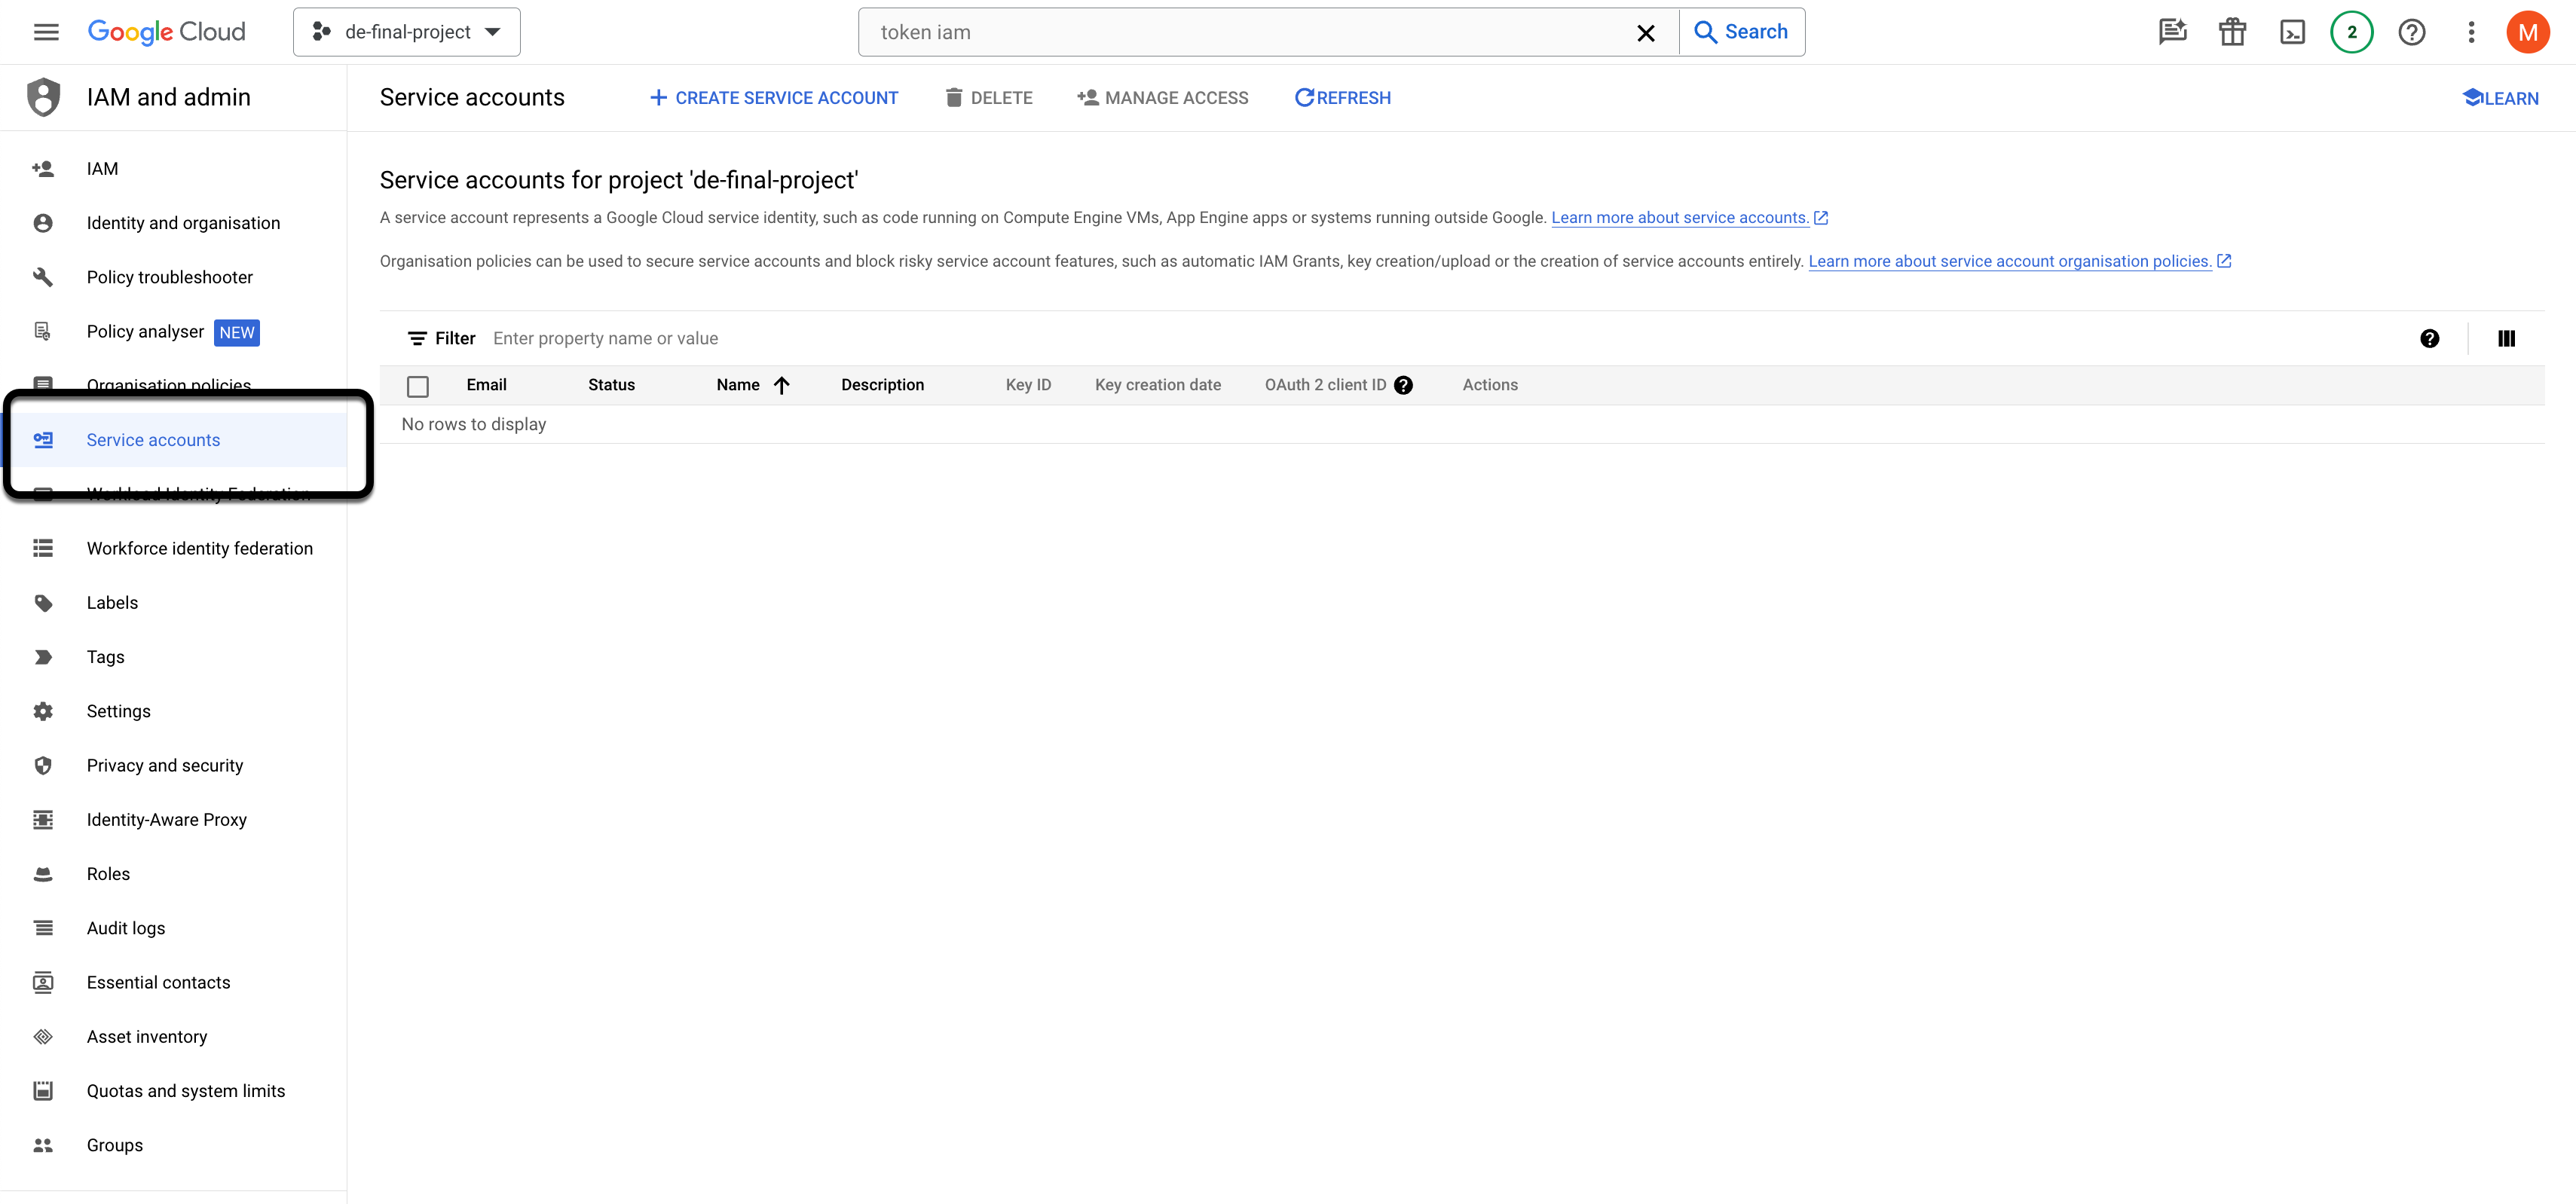 Google Cloud
de-final-project
token iam
Search
2
M
IAM and admin
Service accounts
CREATE SERVICE ACCOUNT
DELETE
MANAGE ACCESS
REFRESH
LEARN
IAM
Identity and organisation
Policy troubleshooter
Policy analyser NEW
Organisation policies
Service accounts
Workload Identity Federation
Workforce identity federation
Labels
Tags
Settings
Privacy and security
Identity-Aware Proxy
Roles
Audit logs
Essential contacts
Asset inventory
Quotas and system limits
Groups
Service accounts for project 'de-final-project'
A service account represents a Google Cloud service identity, such as code running on Compute Engine VMs, App Engine apps or systems running outside Google. Learn more about service accounts.
Organisation policies can be used to secure service accounts and block risky service account features, such as automatic IAM Grants, key creation/upload or the creation of service accounts entirely. Learn more about service account organisation policies.
Filter Enter property name or value
Email Status Name Description Key ID Key creation date OAuth 2 client ID Actions
No rows to display